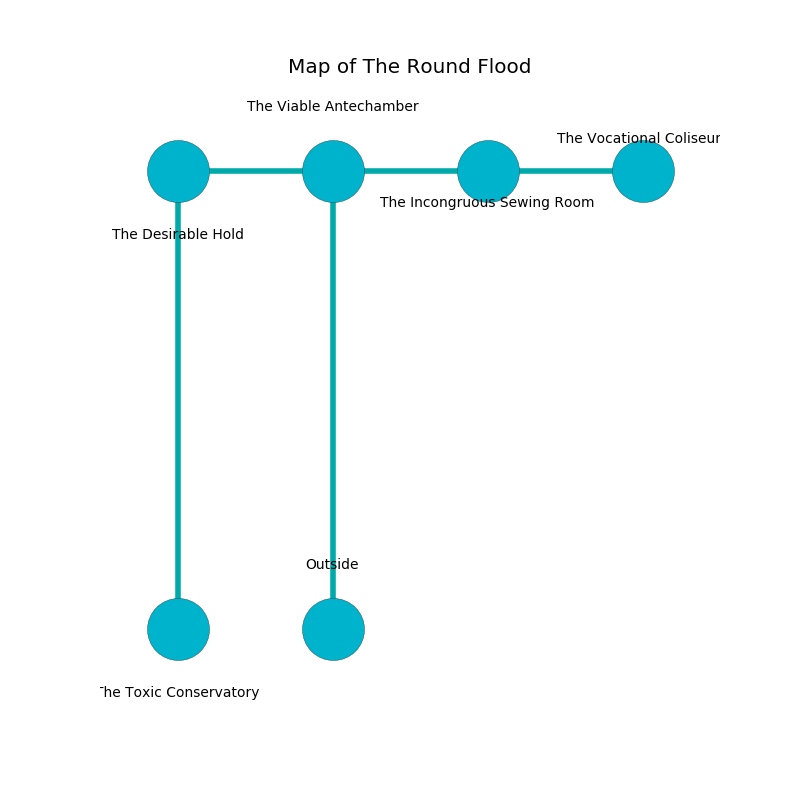 Map of The Round Flood
The Viable Antechamber
The Vocational Coliseu
The Incongruous Sewing Room
The Desirable Hold
Outside
he Toxic Conservatory